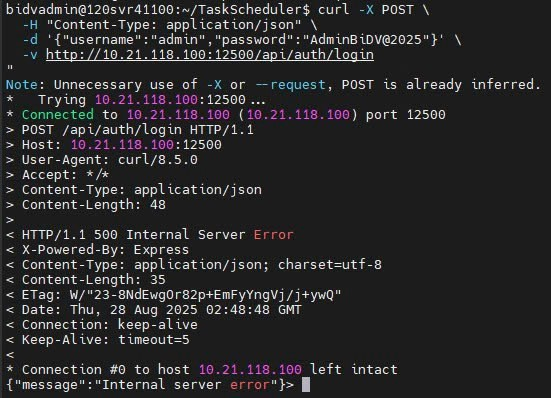 bidvadmin@120svr41100:~/TaskScheduler$ curl -X POST \
  -H "Content-Type: application/json" \
  -d '{"username":"admin","password":"AdminBiDV@2025"}' \
  -v http://10.21.118.100:12500/api/auth/login
"
Note: Unnecessary use of -X or --request, POST is already inferred.
*   Trying 10.21.118.100:12500...
* Connected to 10.21.118.100 (10.21.118.100) port 12500
> POST /api/auth/login HTTP/1.1
> Host: 10.21.118.100:12500
> User-Agent: curl/8.5.0
> Accept: */*
> Content-Type: application/json
> Content-Length: 48
>
< HTTP/1.1 500 Internal Server Error
< X-Powered-By: Express
< Content-Type: application/json; charset=utf-8
< Content-Length: 35
< ETag: W/"23-8NdEwgOr82p+EmFyYngVj/j+ywQ"
< Date: Thu, 28 Aug 2025 02:48:48 GMT
< Connection: keep-alive
< Keep-Alive: timeout=5
<
* Connection #0 to host 10.21.118.100 left intact
{"message":"Internal server error"}>